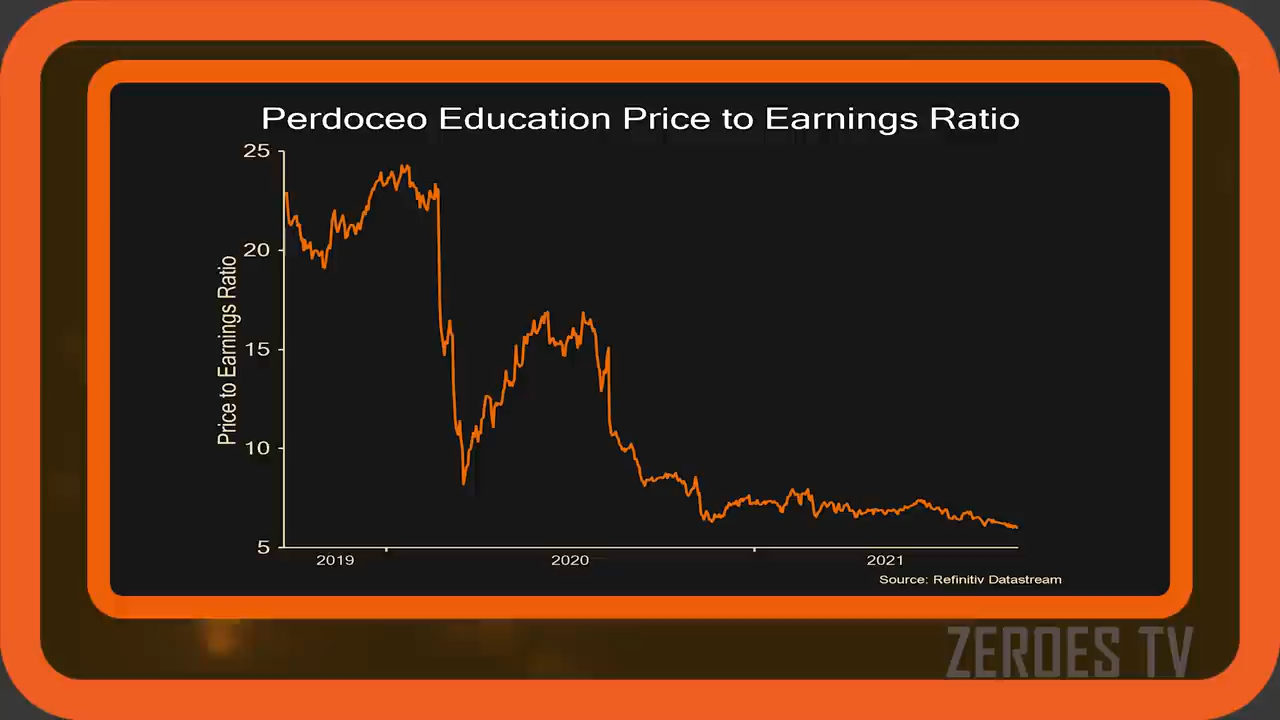 Perdoceo Education Price to Earnings Ratio
Price to Earnings Ratio
25
20
15
10
5
2019 2020 2021
Source: Refinitiv Datastream
ZEROES TV